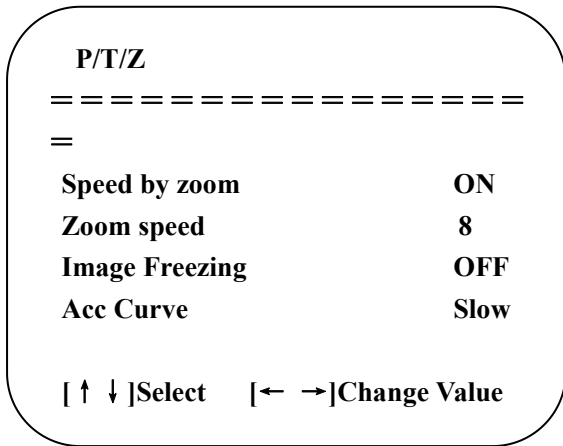 P/T/Z
= = = = = = = = = = = = = = = =
=
Speed by zoom ON
Zoom speed 8
Image Freezing OFF
Acc Curve Slow
[ ↑ ↓ ]Select [← →]Change Value